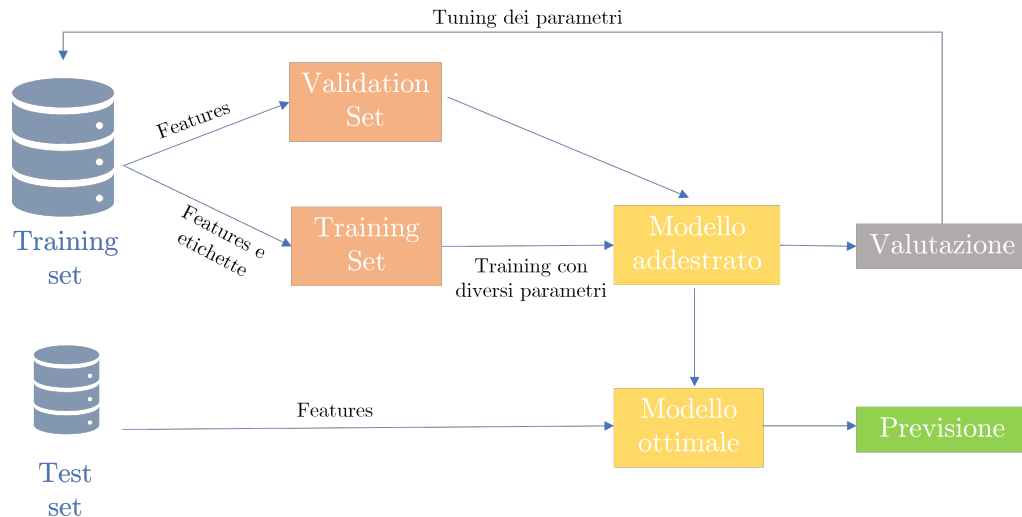 Tuning dei parametri
Features
Validation
Set
Training
set
Features e
etichette
Training
Set
Training con
diversi parametri
Modello
addestrato
Valutazione
Test
set
Features
Modello
ottimale
Previsione